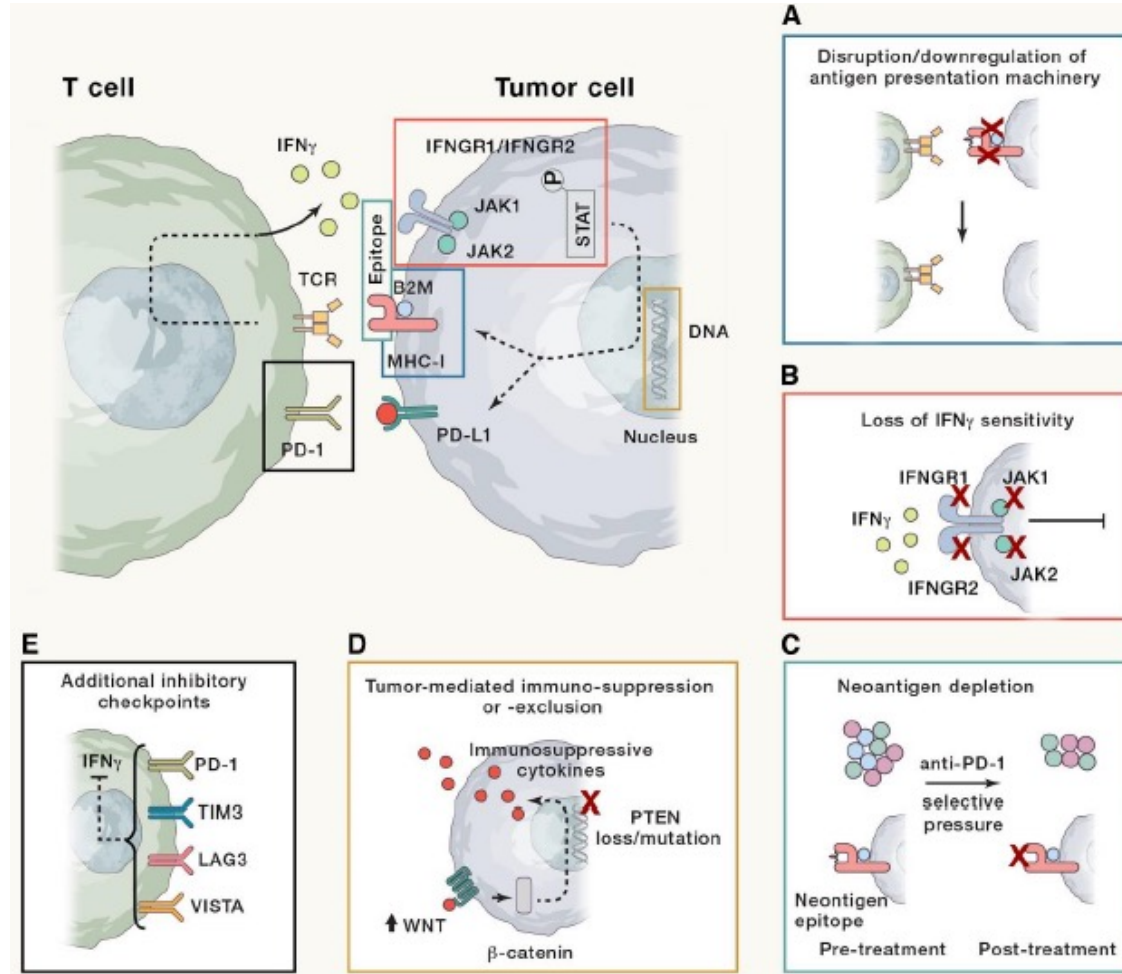 T cell
Tumor cell
IFNγ
IFNGR1/IFNGR2
P
JAK1
STAT
JAK2
Epitope
TCR
B2M
DNA
MHC-I
PD-L1
Nucleus
PD-1
A
Disruption/downregulation of
antigen presentation machinery
X
X
B
Loss of IFNγ sensitivity
IFNGR1
JAK1
X
X
IFNγ
X
X
JAK2
IFNGR2
C
Neoantigen depletion
anti-PD-1
selective
pressure
X
Neontigen
epitope
Pre-treatment
Post-treatment
D
Tumor-mediated immuno-suppression
or -exclusion
Immunosuppressive
cytokines
X
PTEN
loss/mutation
WNT
β-catenin
E
Additional inhibitory
checkpoints
IFNγ
PD-1
TIM3
LAG3
VISTA